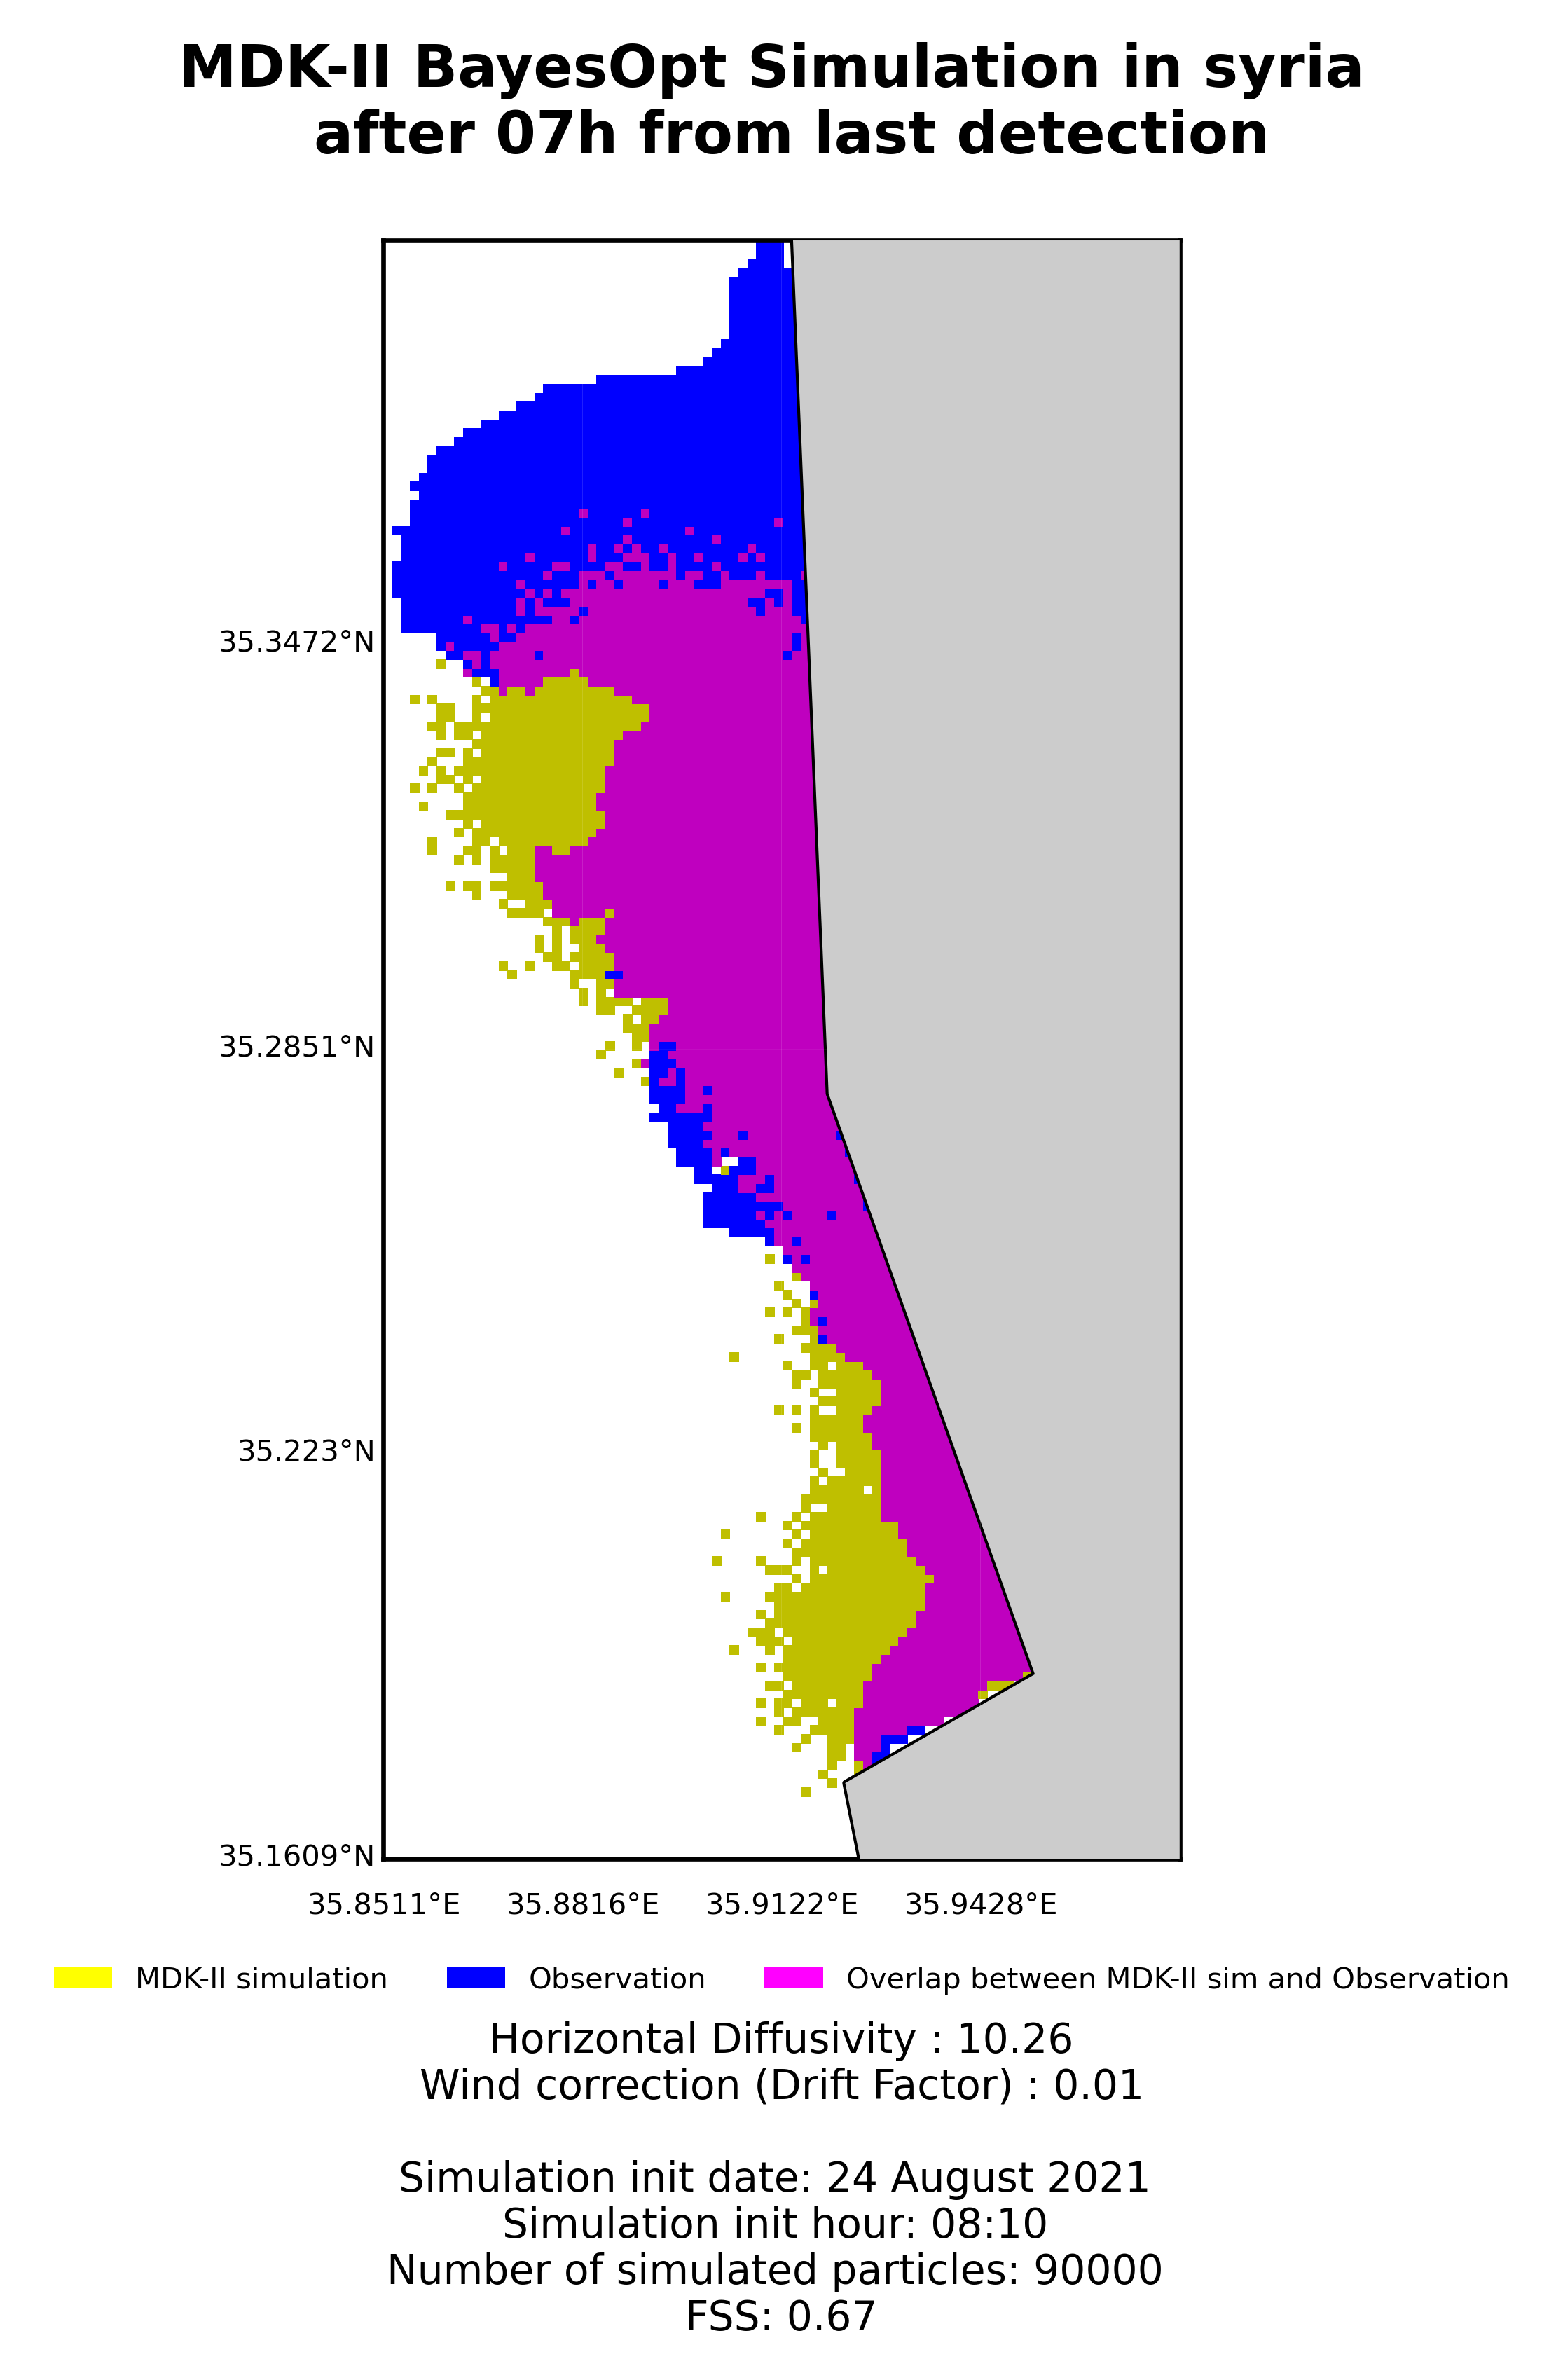 MDK-II BayesOpt Simulation in syria
after 07h from last detection
35.3472°N
35.2851°N
35.223°N
35.1609°N
35.8511°E 35.8816°E 35.9122°E 35.9428°E
MDK-II simulation Observation Overlap between MDK-II sim and Observation
Horizontal Diffusivity : 10.26
Wind correction (Drift Factor) : 0.01
Simulation init date: 24 August 2021
Simulation init hour: 08:10
Number of simulated particles: 90000
FSS: 0.67